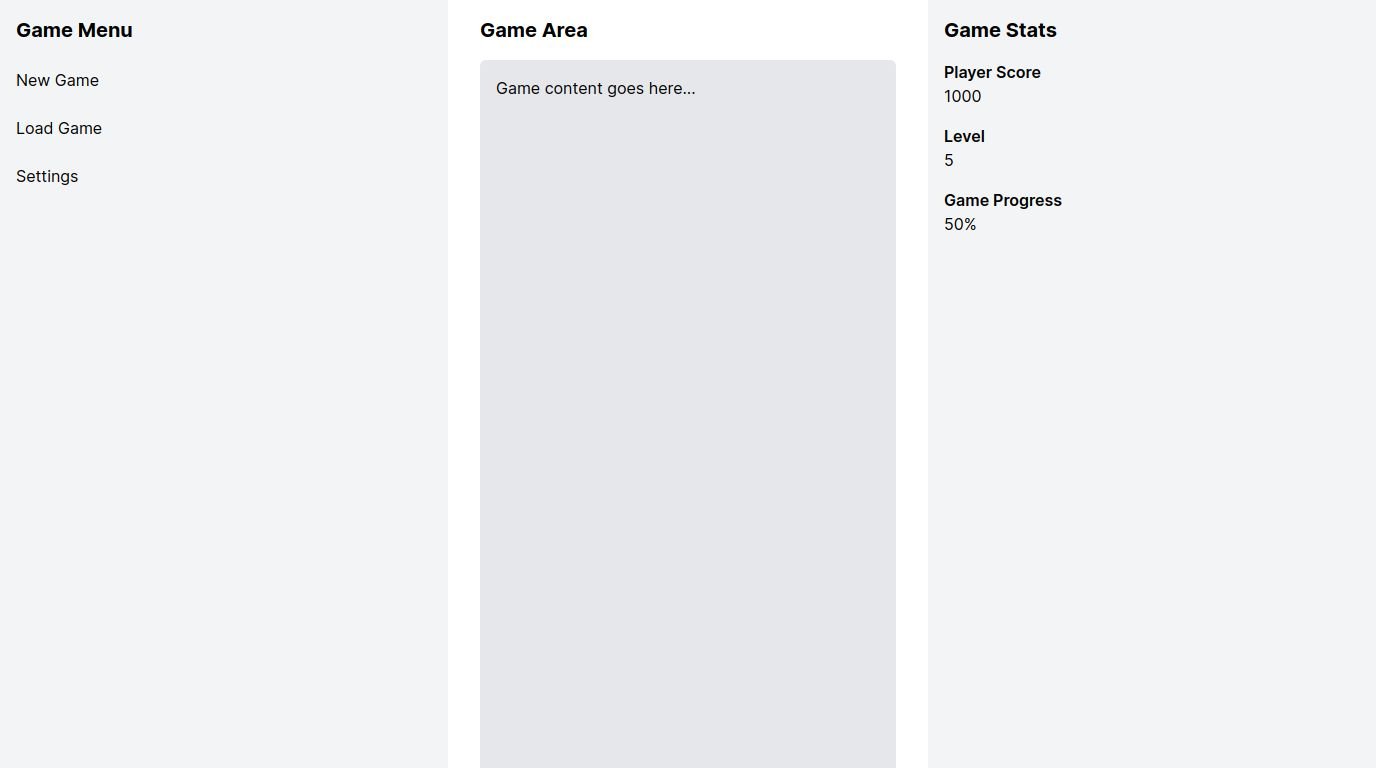 Game Menu
New Game
Load Game
Settings
Game Area
Game content goes here...
Game Stats
Player Score
1000
Level
5
Game Progress
50%